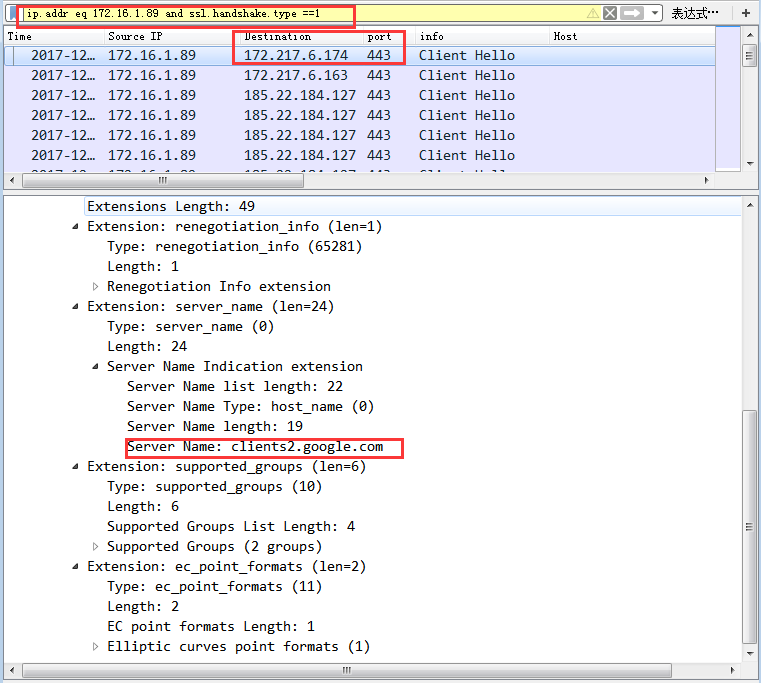 ip.addr eq 172.16.1.89 and ssl.handshake.type ==1 表达式…
Time Source IP Destination port info Host
2017-12… 172.16.1.89 172.217.6.174 443 Client Hello
2017-12… 172.16.1.89 172.217.6.163 443 Client Hello
2017-12… 172.16.1.89 185.22.184.127 443 Client Hello
2017-12… 172.16.1.89 185.22.184.127 443 Client Hello
2017-12… 172.16.1.89 185.22.184.127 443 Client Hello
2017-12… 172.16.1.89 185.22.184.127 443 Client Hello
Extensions Length: 49
Extension: renegotiation_info (len=1)
Type: renegotiation_info (65281)
Length: 1
Renegotiation Info extension
Extension: server_name (len=24)
Type: server_name (0)
Length: 24
Server Name Indication extension
Server Name list length: 22
Server Name Type: host_name (0)
Server Name length: 19
Server Name: clients2.google.com
Extension: supported_groups (len=6)
Type: supported_groups (10)
Length: 6
Supported Groups List Length: 4
Supported Groups (2 groups)
Extension: ec_point_formats (len=2)
Type: ec_point_formats (11)
Length: 2
EC point formats Length: 1
Elliptic curves point formats (1)